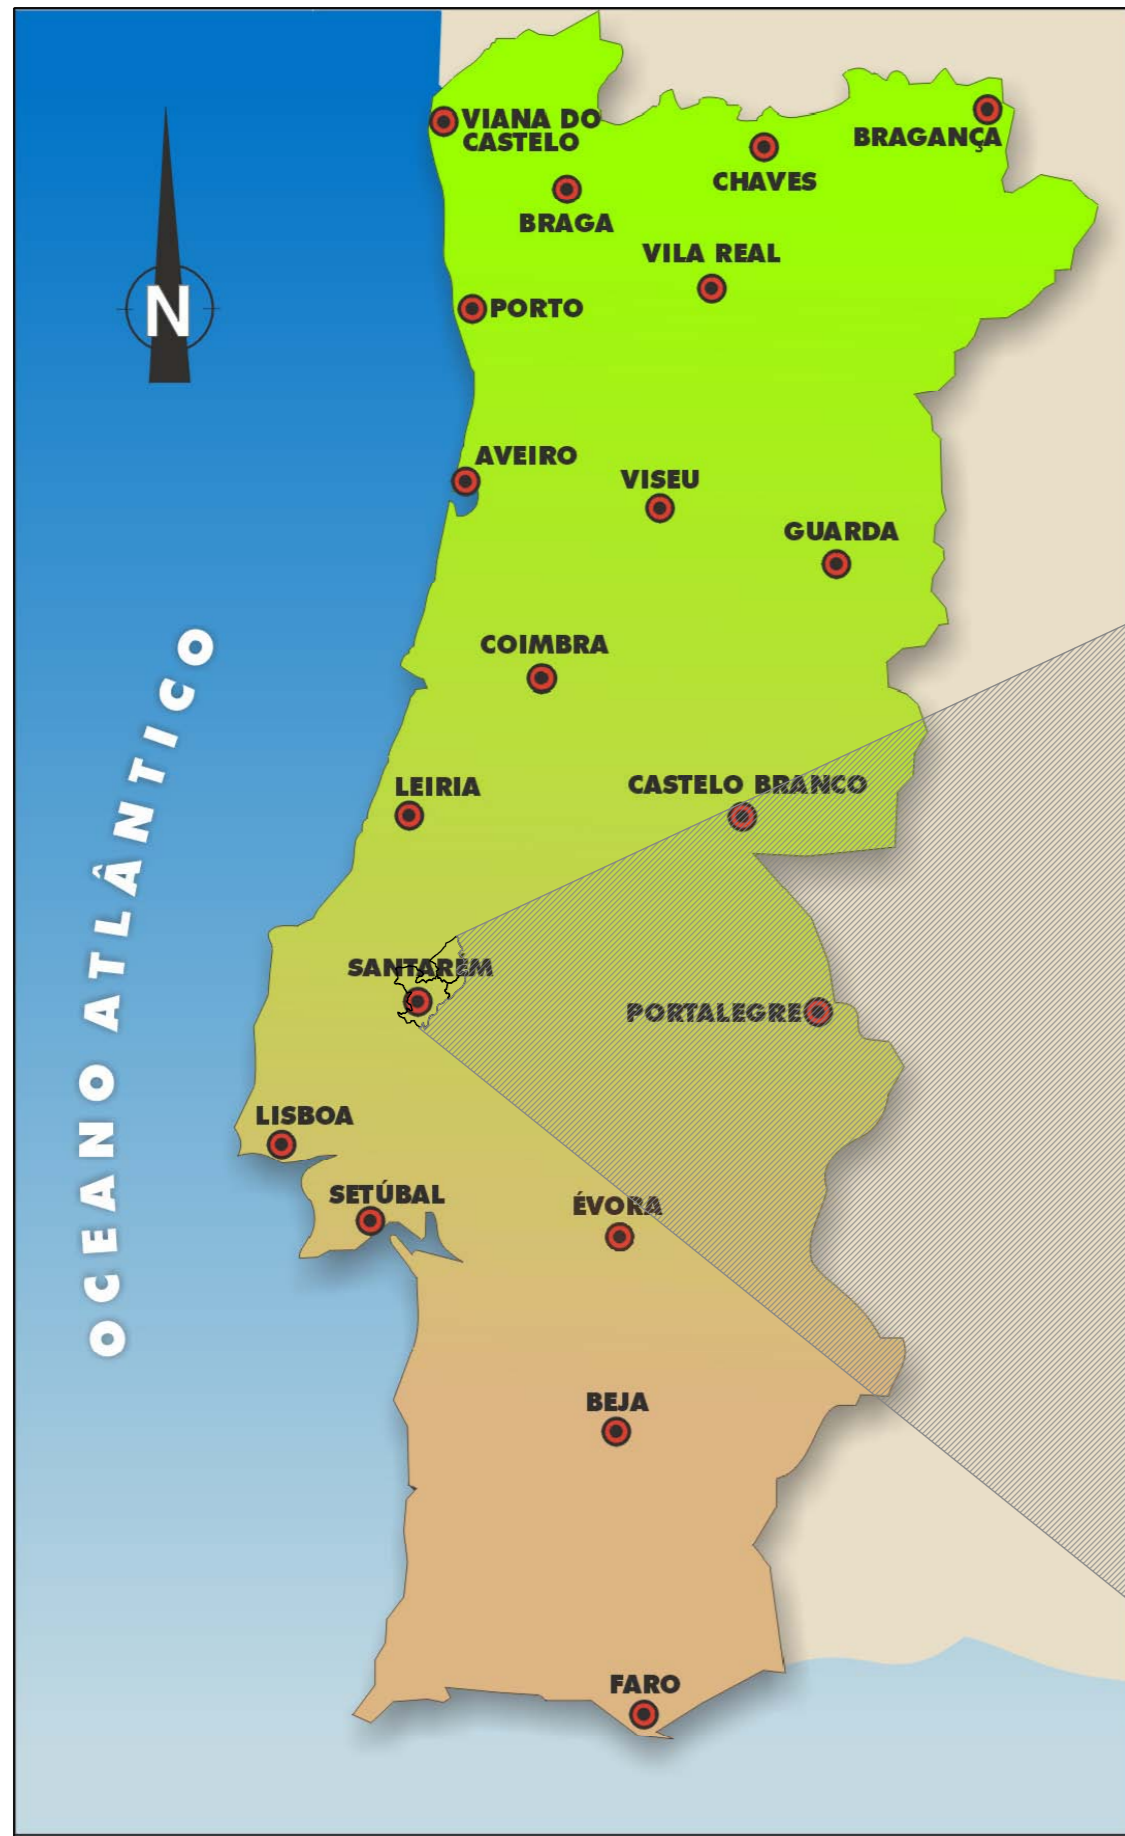 VIANA DO
CASTELO
BRAGANÇA
CHAVES
BRAGA
VILA REAL
N
PORTO
AVEIRO
VISEU
GUARDA
COIMBRA
OCEANO ATLÂNTICO
LEIRIA
CASTELO BRANCO
SANTARÉM
PORTALEGRE
LISBOA
SETÚBAL
ÉVORA
BEJA
FARO